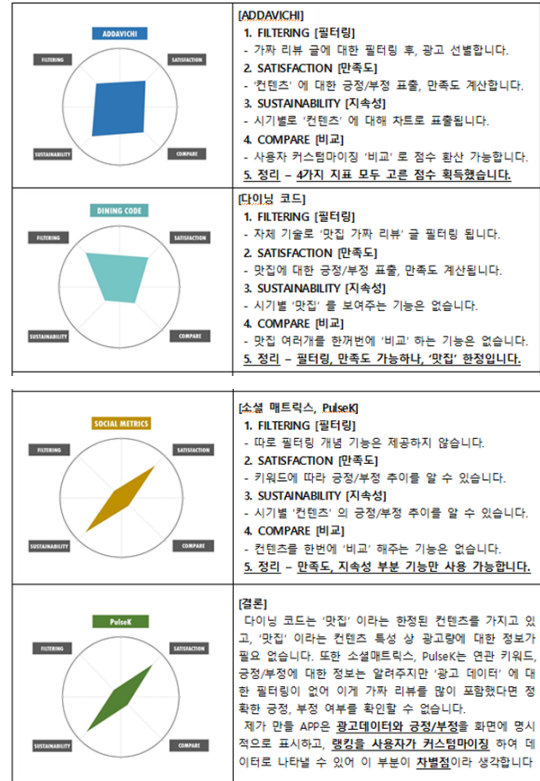 ADDAVICHI
FILTERING
SATISFACTION
SUSTAINABILITY
COMPARE
[ADDAVICHI]
1. FILTERING [필터링]
- 가짜 리뷰 글에 대한 필터링 후, 광고 선별합니다.
2. SATISFACTION [만족도]
- '컨텐츠' 에 대한 긍정/부정 표출, 만족도 계산합니다.
3. SUSTAINABILITY [지속성]
- 시기별로 '컨텐츠' 에 대해 차트로 표출됩니다.
4. COMPARE [비교]
- 사용자 커스텀마이징 '비교' 로 점수 환산 가능합니다.
5. 정리 – 4가지 지표 모두 고른 점수 획득했습니다.
DINING CODE
FILTERING
SATISFACTION
SUSTAINABILITY
COMPARE
[다이닝 코드]
1. FILTERING [필터링]
- 자체 기술로 '맛집 가짜 리뷰' 글 필터링 됩니다.
2. SATISFACTION [만족도]
- 맛집에 대한 긍정/부정 표출, 만족도 계산됩니다.
3. SUSTAINABILITY [지속성]
- 시기별 '맛집' 를 보여주는 기능은 없습니다.
4. COMPARE [비교]
- 맛집 여러개를 한꺼번에 '비교' 하는 기능은 없습니다.
5. 정리 – 필터링, 만족도 가능하나, '맛집' 한정입니다.
SOCIAL METRICS
FILTERING
SATISFACTION
SUSTAINABILITY
COMPARE
[소셜 매트릭스, PulseK]
1. FILTERING [필터링]
- 따로 필터링 개념 기능은 제공하지 않습니다.
2. SATISFACTION [만족도]
- 키워드에 따라 긍정/부정 추이를 알 수 있습니다.
3. SUSTAINABILITY [지속성]
- 시기별 '컨텐츠' 의 긍정/부정 추이를 알 수 있습니다.
4. COMPARE [비교]
- 컨텐츠를 한번에 '비교' 해주는 기능은 없습니다.
5. 정리 – 만족도, 지속성 부분 기능만 사용 가능합니다.
PulseK
FILTERING
SATISFACTION
SUSTAINABILITY
COMPARE
[결론]
다이닝 코드는 '맛집' 이라는 한정된 컨텐츠를 가지고 있
고, '맛집' 이라는 컨텐츠 특성 상 광고량에 대한 정보가
필요 없습니다. 또한 소셜매트릭스, PulseK는 연관 키워드,
긍정/부정에 대한 정보는 알려주지만 '광고 데이터' 에 대
한 필터링이 없어 이게 가짜 리뷰를 많이 포함했다면 정
확한 긍정, 부정 여부를 확인할 수 없습니다.
제가 만들 APP은 광고데이터와 긍정/부정을 화면에 명시
적으로 표시하고, 랭킹을 사용자가 커스텀마이징 하여 데
이터로 나타낼 수 있어 이 부분이 차별점이라 생각합니다